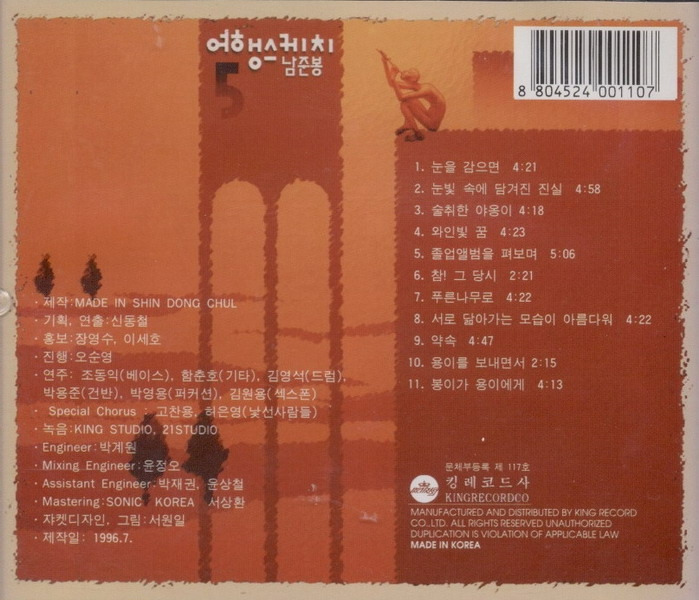 여행스케치
남준봉
5
8 804524 001107
1. 눈을 감으면 4:21
2. 눈빛 속에 담겨진 진실 4:58
3. 술취한 야옹이 4:18
4. 와인빛 꿈 4:23
5. 졸업앨범을 펴보며 5:06
6. 참! 그 당시 2:21
7. 푸른나무로 4:22
8. 서로 닮아가는 모습이 아름다워 4:22
9. 약속 4:47
10. 용이를 보내면서 2:15
11. 봉이가 용이에게 4:13
· 제작:MADE IN SHIN DONG CHUL
· 기획, 연출:신동철
· 홍보:장영수, 이세호
· 진행:오순영
· 연주: 조동익(베이스), 함춘호(기타), 김영석(드럼),
박용준(건반), 박영용(퍼커션), 김원용(섹스폰)
· Special Chorus : 고찬용, 허은영(낯선사람들)
· 녹음:KING STUDIO, 21STUDIO
· Engineer:박계원
· Mixing Engineer:윤정오
· Assistant Engineer:박재권, 윤상철
· Mastering:SONIC KOREA 서상환
· 쟈켓디자인, 그림:서원일
· 제작일: 1996.7.
문체부등록 제 117호
킹레코드사
KINGRECORDCO
MANUFACTURED AND DISTRIBUTED BY KING RECORD
CO.,LTD. ALL RIGHTS RESERVED UNAUTHORIZED
DUPLICATION IS VIOLATION OF APPLICABLE LAW
MADE IN KOREA